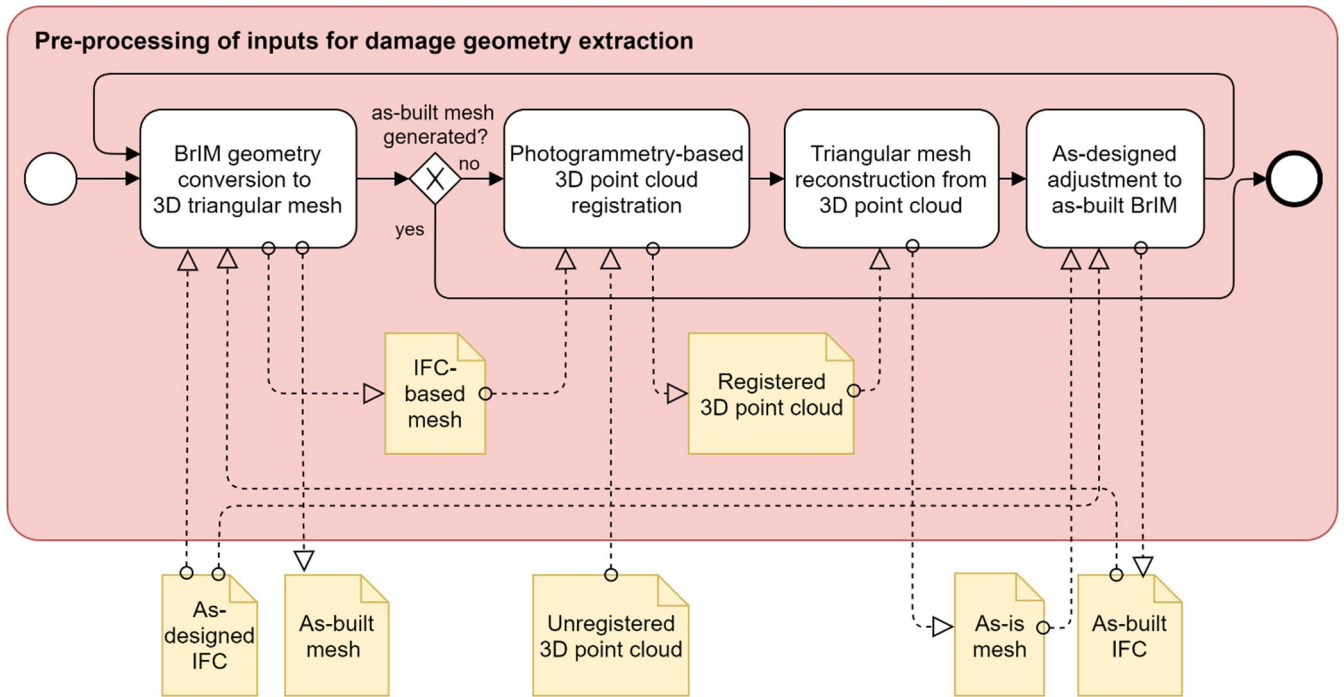 Pre-processing of inputs for damage geometry extraction
BrIM geometry
conversion to
3D triangular mesh
as-built mesh
generated?
no
yes
X
Photogrammetry-based
3D point cloud
registration
Triangular mesh
reconstruction from
3D point cloud
As-designed
adjustment to
as-built BrIM
IFC-
based
mesh
Registered
3D point cloud
As-
designed
IFC
As-built
mesh
Unregistered
3D point cloud
As-is
mesh
As-built
IFC